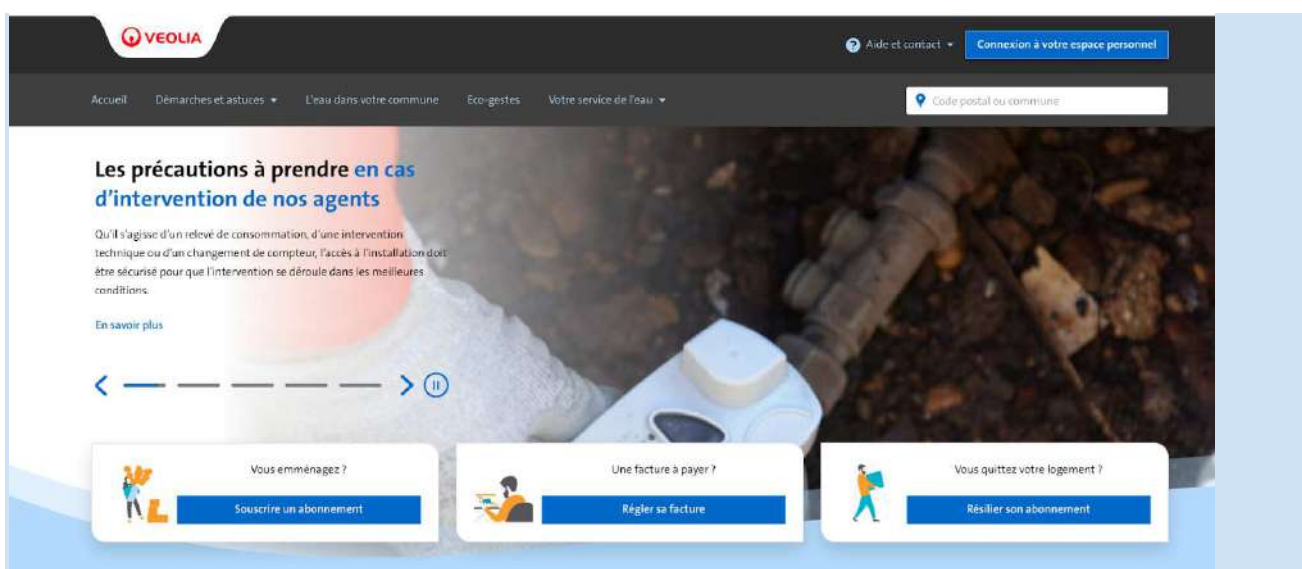 VEOLIA
Aide et contact
Connexion à votre espace personnel
Accueil
Démarches et astuces
L'eau dans votre commune
Eco-gestes
Votre service de l'eau
Code postal ou commune
Les précautions à prendre en cas
d'intervention de nos agents
Qu'il s'agisse d'un relevé de consommation, d'une intervention
technique ou d'un changement de compteur, l'accès à l'installation doit
être sécurisé pour que l'intervention se déroule dans les meilleures
conditions.
En savoir plus
Vous emménagez ?
Souscrire un abonnement
Une facture à payer ?
Régler sa facture
Vous quittez votre logement ?
Résilier son abonnement